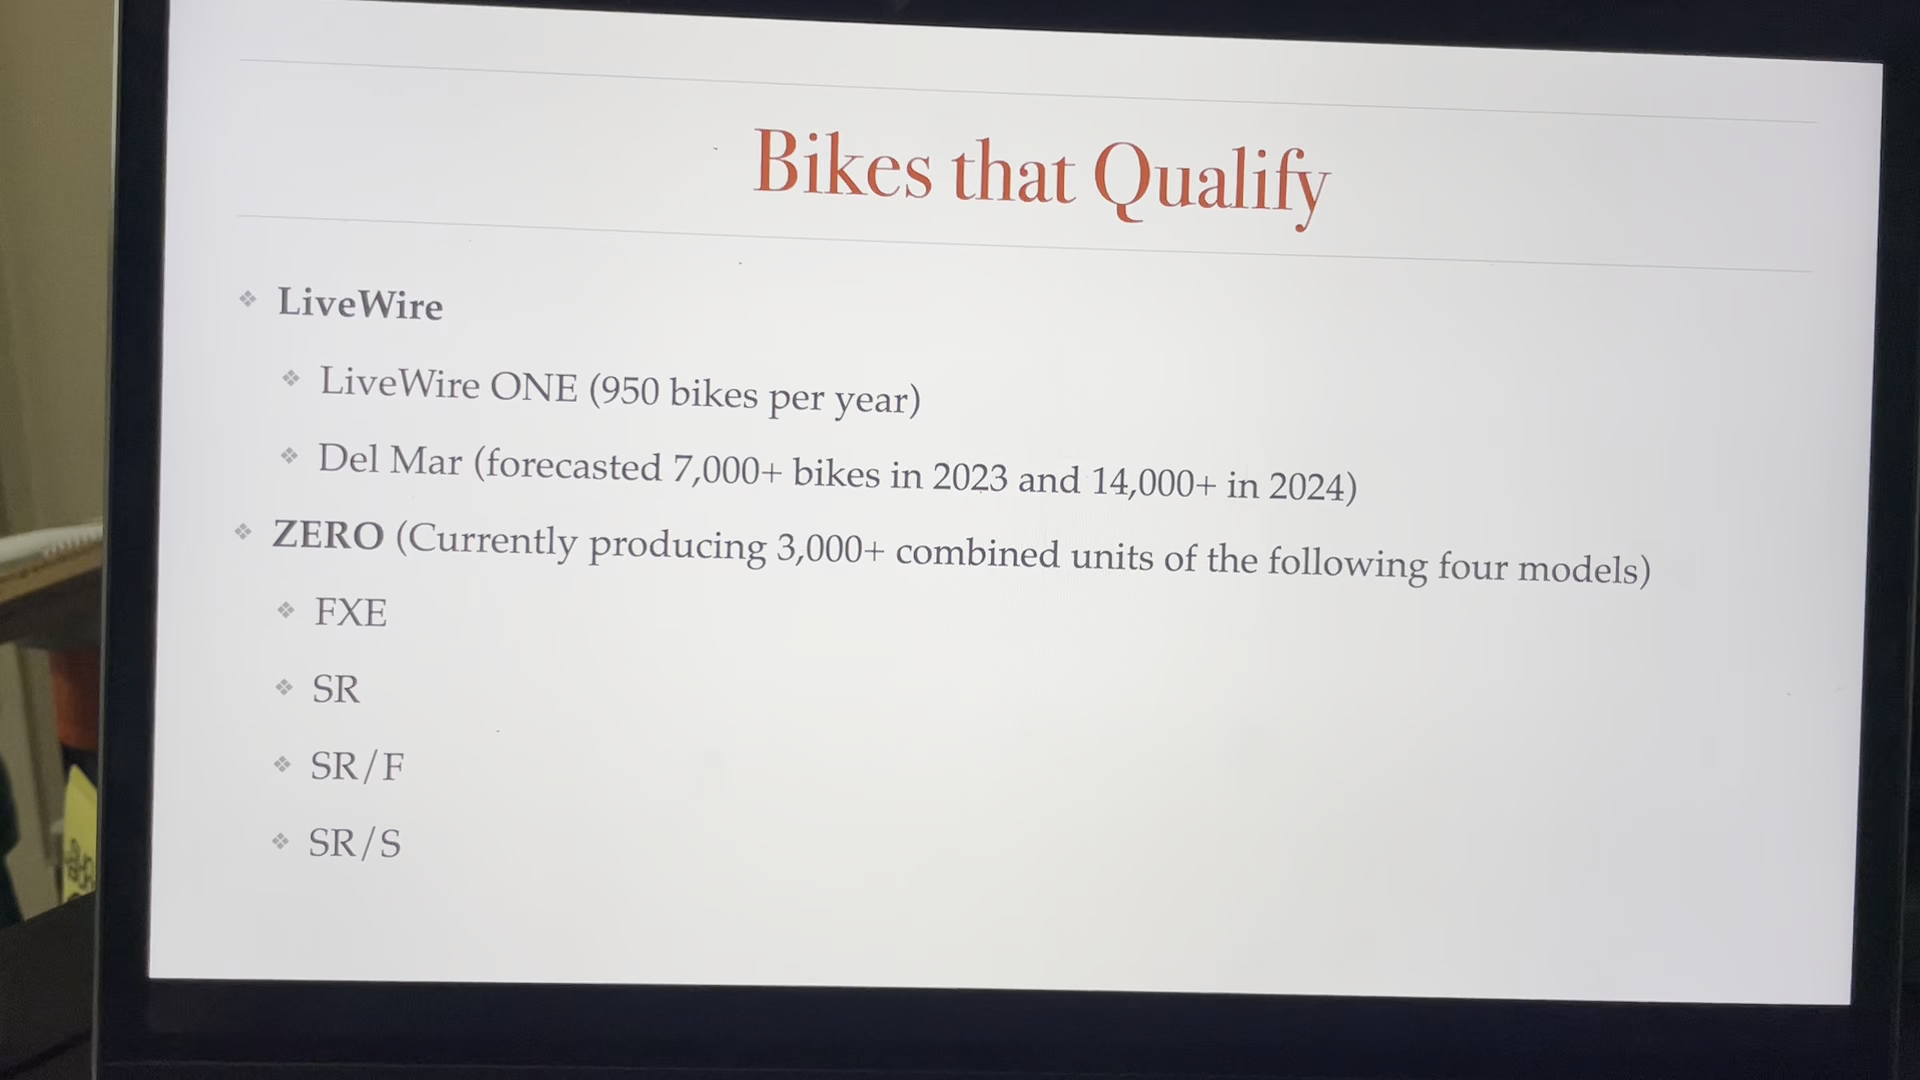 Bikes that Qualify
LiveWire
LiveWire ONE (950 bikes per year)
Del Mar (forecasted 7,000+ bikes in 2023 and 14,000+ in 2024)
ZERO (Currently producing 3,000+ combined units of the following four models)
FXE
SR
SR/F
SR/S